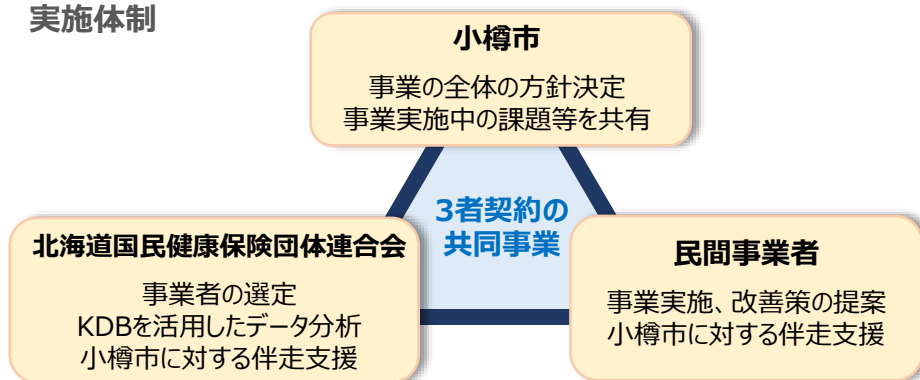 実施体制
小樽市
事業の全体の方針決定
事業実施中の課題等を共有
3者契約の
共同事業
北海道国民健康保険団体連合会
事業者の選定
KDBを活用したデータ分析
小樽市に対する伴走支援
民間事業者
事業実施、改善策の提案
小樽市に対する伴走支援